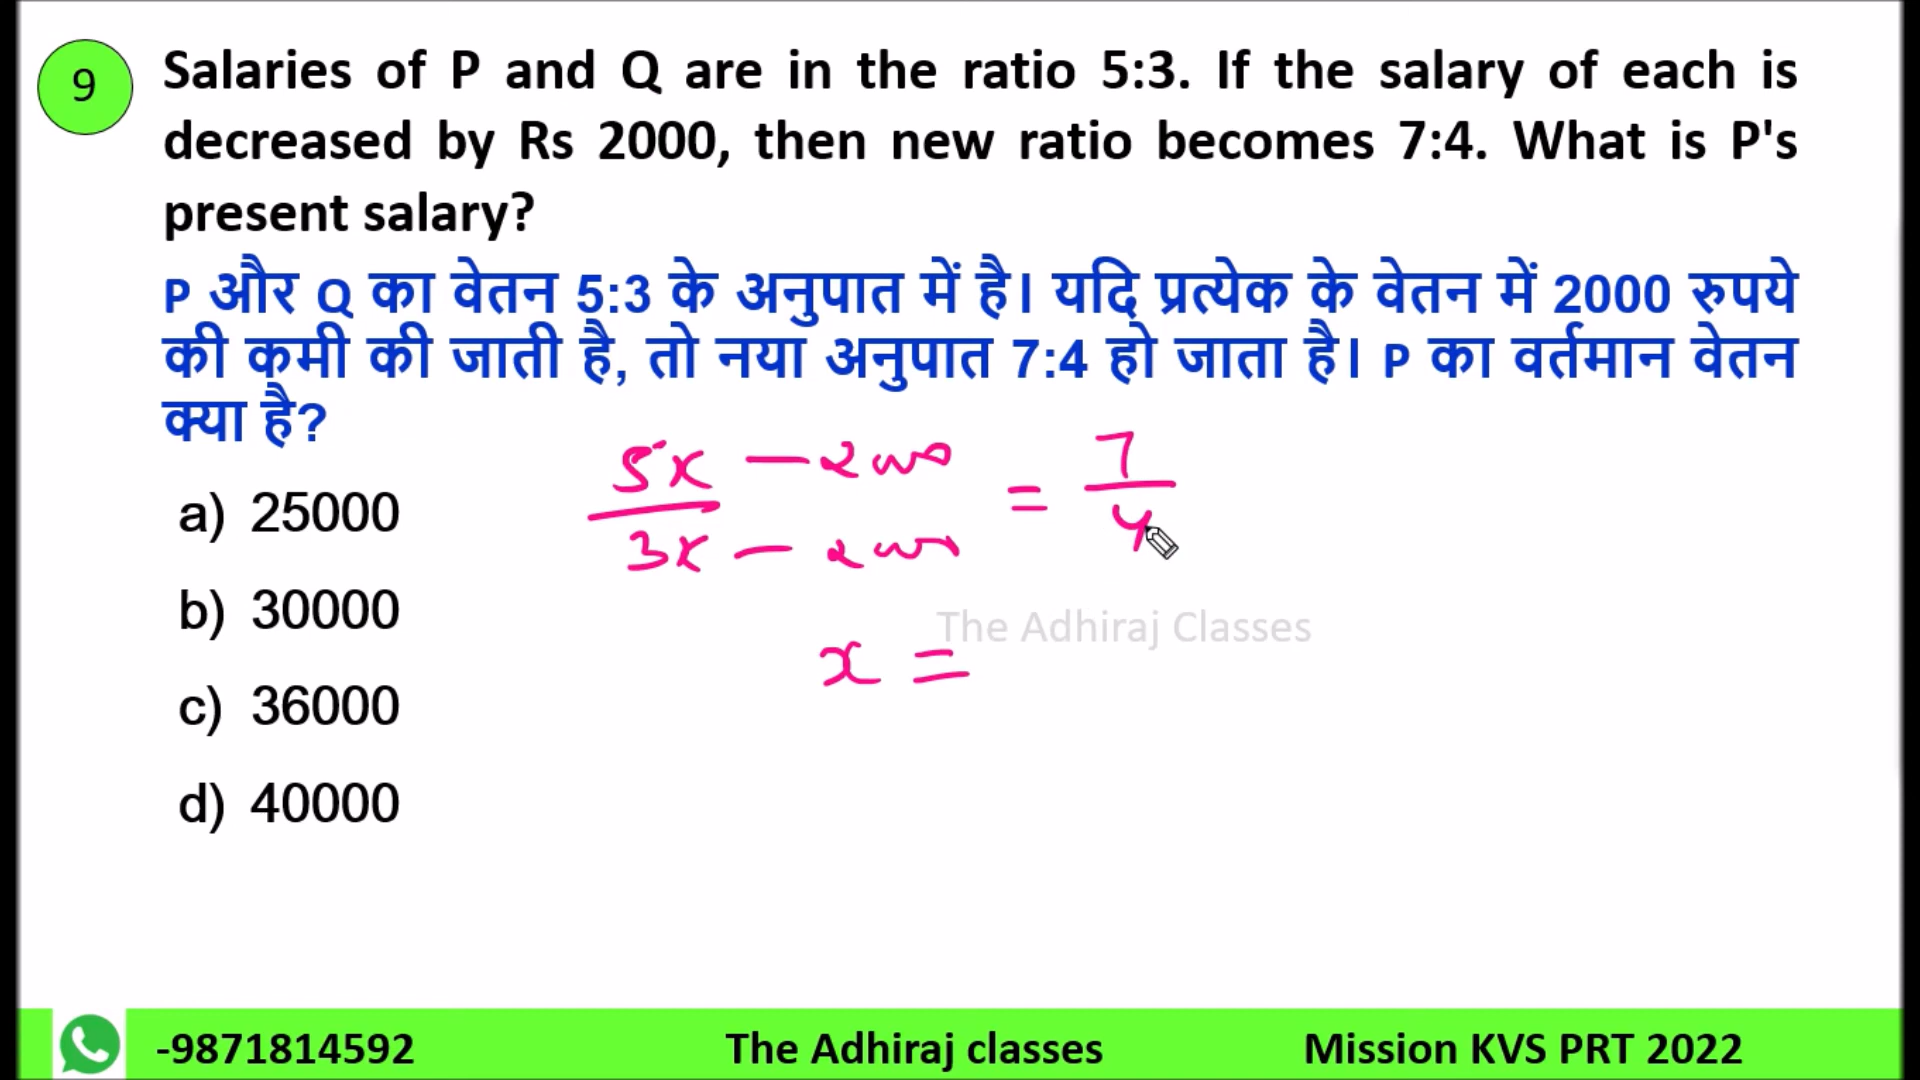 9
Salaries of P and Q are in the ratio 5:3. If the salary of each is
decreased by Rs 2000, then new ratio becomes 7:4. What is P's
present salary?
P और Q का वेतन 5:3 के अनुपात में है। यदि प्रत्येक के वेतन में 2000 रुपये
की कमी की जाती है, तो नया अनुपात 7:4 हो जाता है। P का वर्तमान वेतन
क्या है?
5x - 2000
3x - 2000
= 7
4
x =
a) 25000
b) 30000
c) 36000
d) 40000
The Adhiraj Classes
-9871814592 The Adhiraj classes Mission KVS PRT 2022